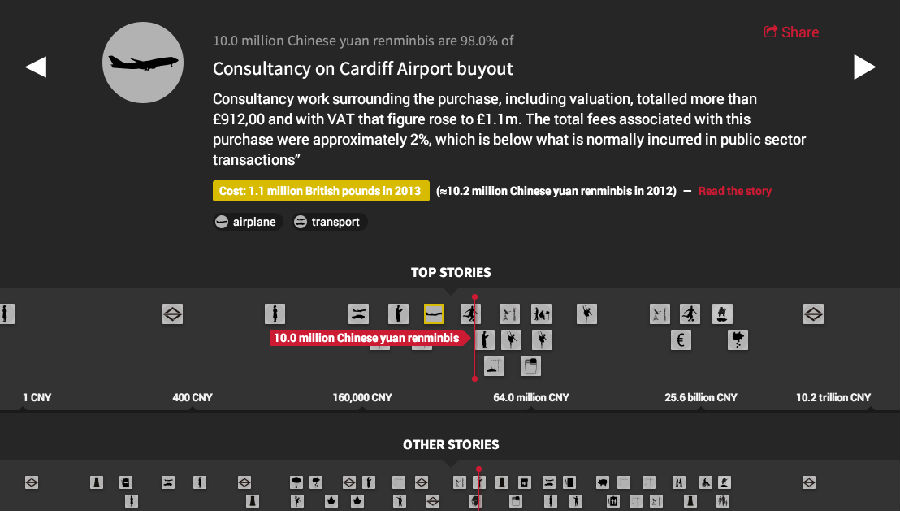 Share
10.0 million Chinese yuan renminbis are 98.0% of
Consultancy on Cardiff Airport buyout
Consultancy work surrounding the purchase, including valuation, totalled more than
£912,00 and with VAT that figure rose to £1.1m. The total fees associated with this
purchase were approximately 2%, which is below what is normally incurred in public sector
transactions”
Cost: 1.1 million British pounds in 2013 (≈10.2 million Chinese yuan renminbis in 2012) – Read the story
airplane transport
TOP STORIES
10.0 million Chinese yuan renminbis
€
1 CNY 400 CNY 160,000 CNY 64.0 million CNY 25.6 billion CNY 10.2 trillion CNY
OTHER STORIES